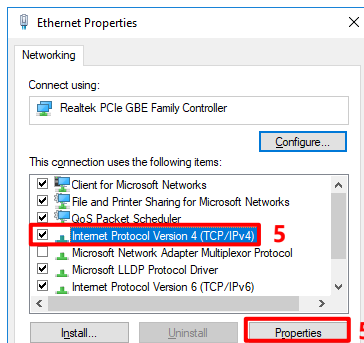 Ethernet Properties
Networking
Connect using:
Realtek PCIe GBE Family Controller
Configure...
This connection uses the following items:
Client for Microsoft Networks
File and Printer Sharing for Microsoft Networks
QoS Packet Scheduler
Internet Protocol Version 4 (TCP/IPv4) 5
Microsoft Network Adapter Multiplexor Protocol
Microsoft LLDP Protocol Driver
Internet Protocol Version 6 (TCP/IPv6)
Install... Uninstall Properties 5